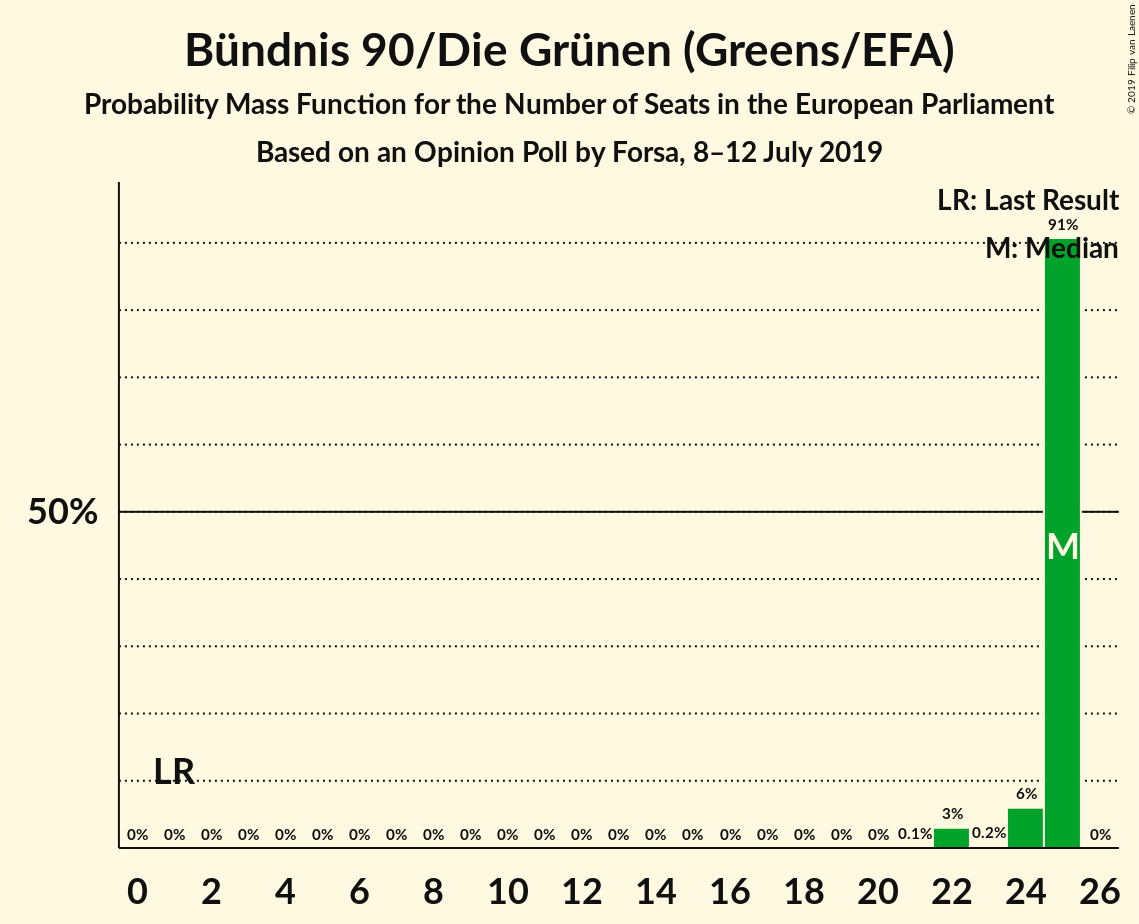 Bündnis 90/Die Grünen (Greens/EFA)
Probability Mass Function for the Number of Seats in the European Parliament
Based on an Opinion Poll by Forsa, 8–12 July 2019
© 2019 Filip van Laenen
LR: Last Result
91%
M: Median
50%
M
LR
6%
3%
0% 0% 0% 0% 0% 0% 0% 0% 0% 0% 0% 0% 0% 0% 0% 0% 0% 0% 0% 0% 0% 0.1% 0.2% 0%
0 2 4 6 8 10 12 14 16 18 20 22 24 26